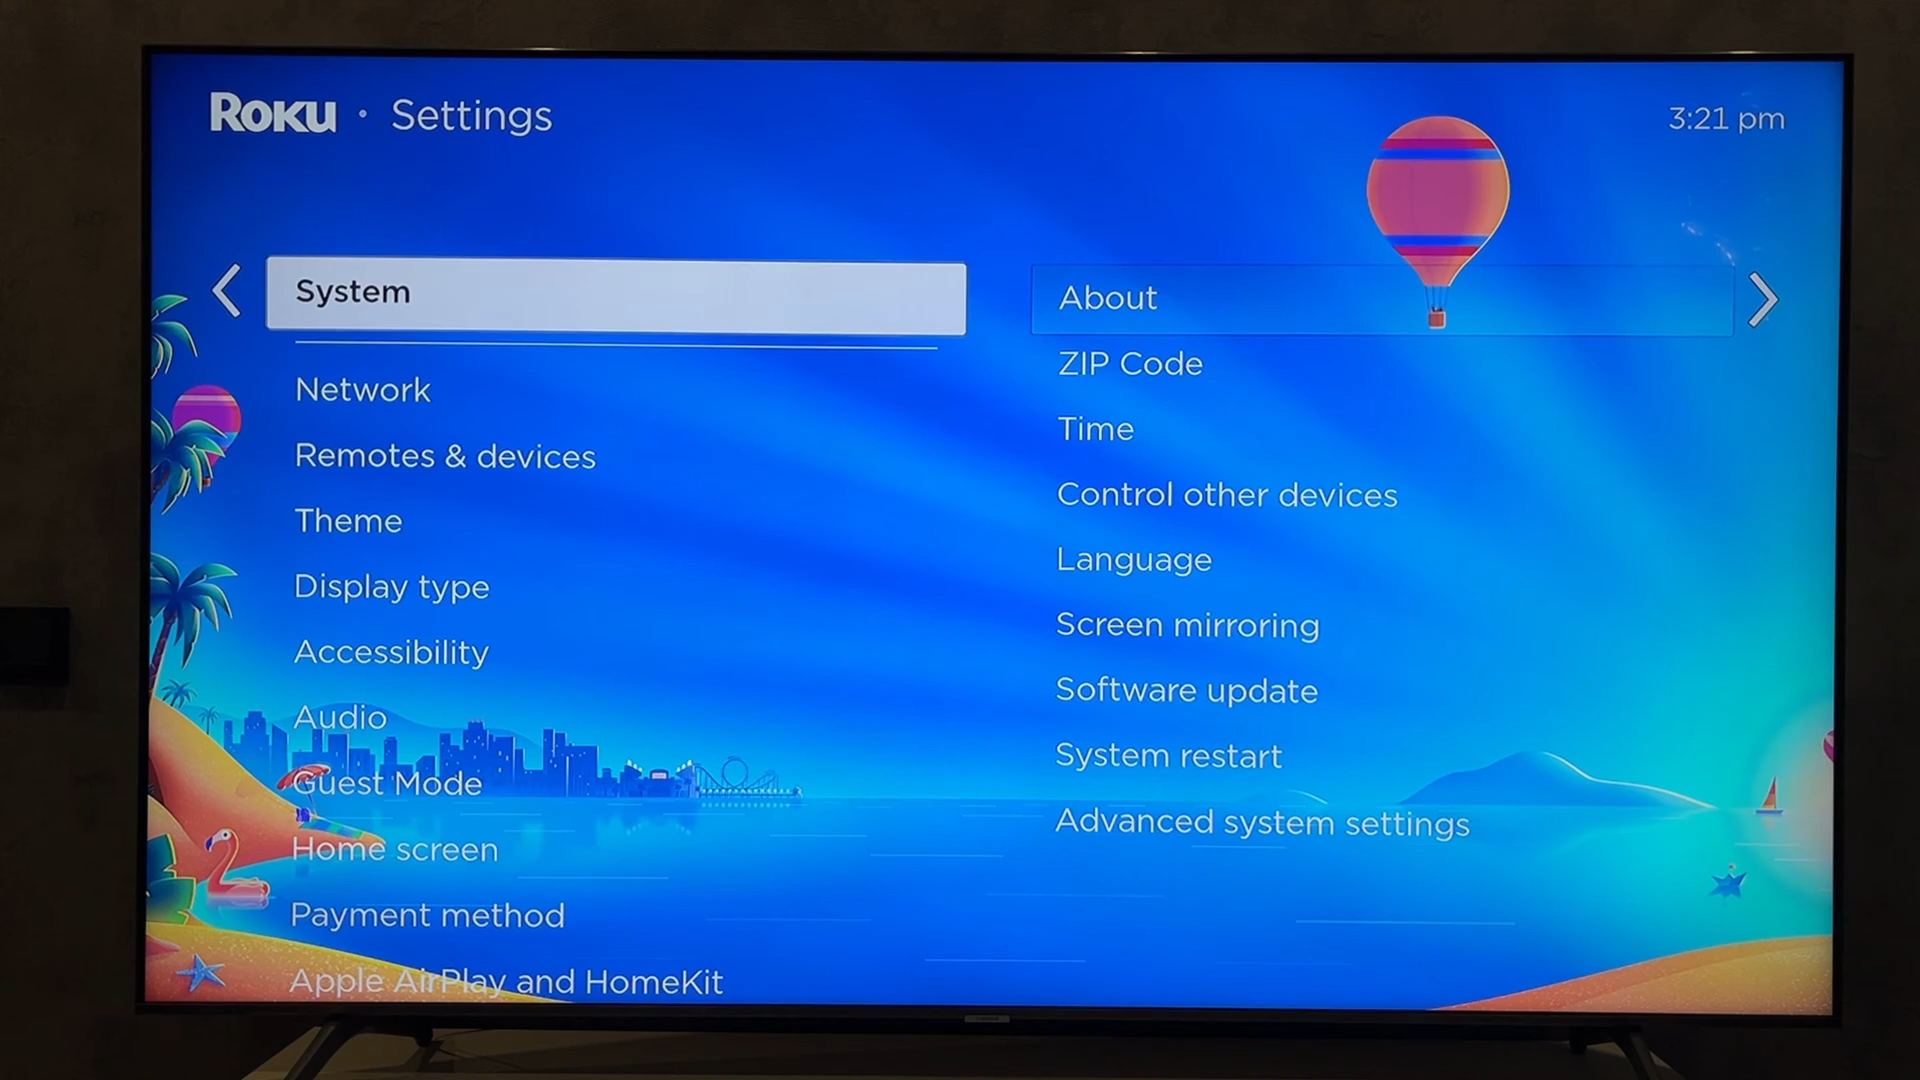 Roku · Settings
3:21 pm
System
Network
Remotes & devices
Theme
Display type
Accessibility
Audio
Guest Mode
Home screen
Payment method
Apple AirPlay and HomeKit
About
ZIP Code
Time
Control other devices
Language
Screen mirroring
Software update
System restart
Advanced system settings